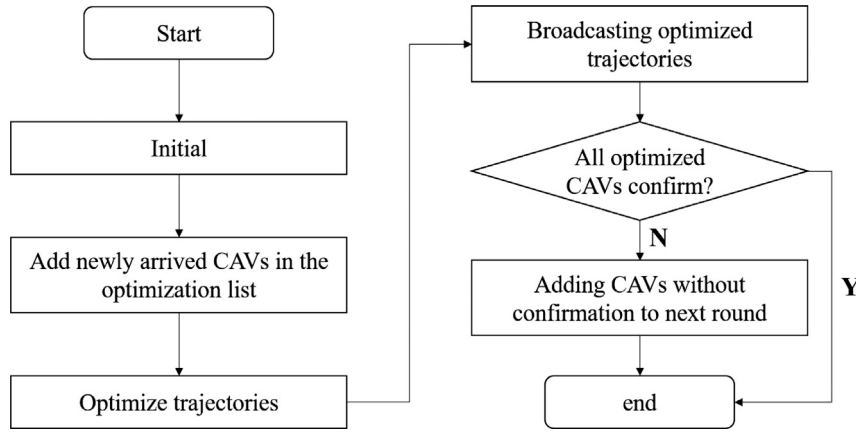 Start
Initial
Add newly arrived CAVs in the
optimization list
Optimize trajectories
Broadcasting optimized
trajectories
All optimized
CAVs confirm?
N
Adding CAVs without
confirmation to next round
Y
end